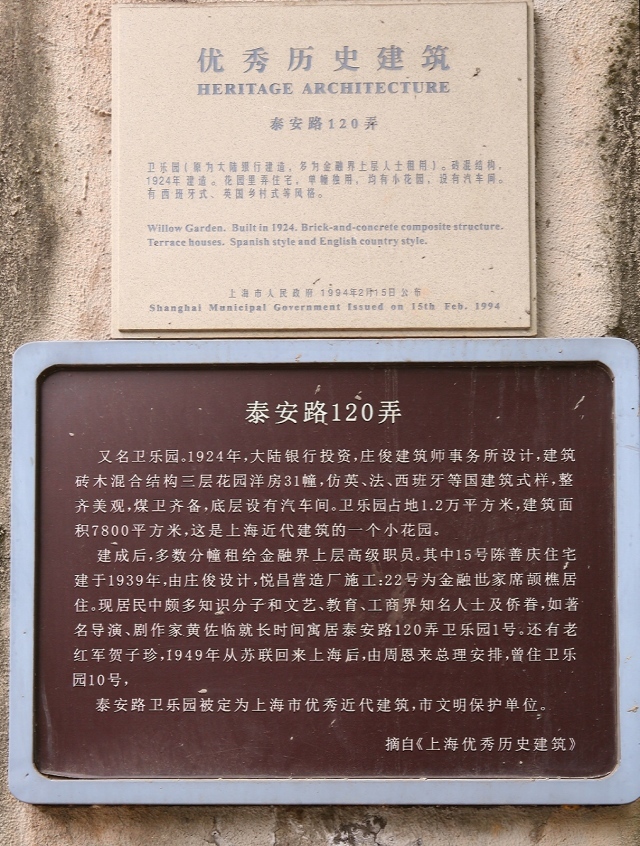 优秀历史建筑
HERITAGE ARCHITECTURE
泰安路120弄
卫乐园(原为大陆银行建造，多为金融界上层人士租用)。砖混结构，
1924年建造。花园里弄住宅，单幢独用，均有小花园，设有汽车间。
有西班牙式、英国乡村式等风格。
Willow Garden. Built in 1924. Brick-and-concrete composite structure.
Terrace houses. Spanish style and English country style.
上海市人民政府 1994年2月15日公布
Shanghai Municipal Government Issued on 15th Feb. 1994
泰安路120弄
又名卫乐园。1924年,大陆银行投资,庄俊建筑师事务所设计,建筑
砖木混合结构三层花园洋房31幢,仿英、法、西班牙等国建筑式样,整
齐美观,煤卫齐备,底层设有汽车间。卫乐园占地1.2万平方米,建筑面
积7800平方米,这是上海近代建筑的一个小花园。
建成后,多数分幢租给金融界上层高级职员。其中15号陈善庆住宅
建于1939年,由庄俊设计,悦昌营造厂施工:22号为金融世家席颉樵居
住。现居民中颇多知识分子和文艺、教育、工商界知名人士及侨眷,如著
名导演、剧作家黄佐临就长时间寓居泰安路120弄卫乐园1号。还有老
红军贺子珍,1949年从苏联回来上海后,由周恩来总理安排,曾住卫乐
园10号,
泰安路卫乐园被定为上海市优秀近代建筑,市文明保护单位。
摘自《上海优秀历史建筑》